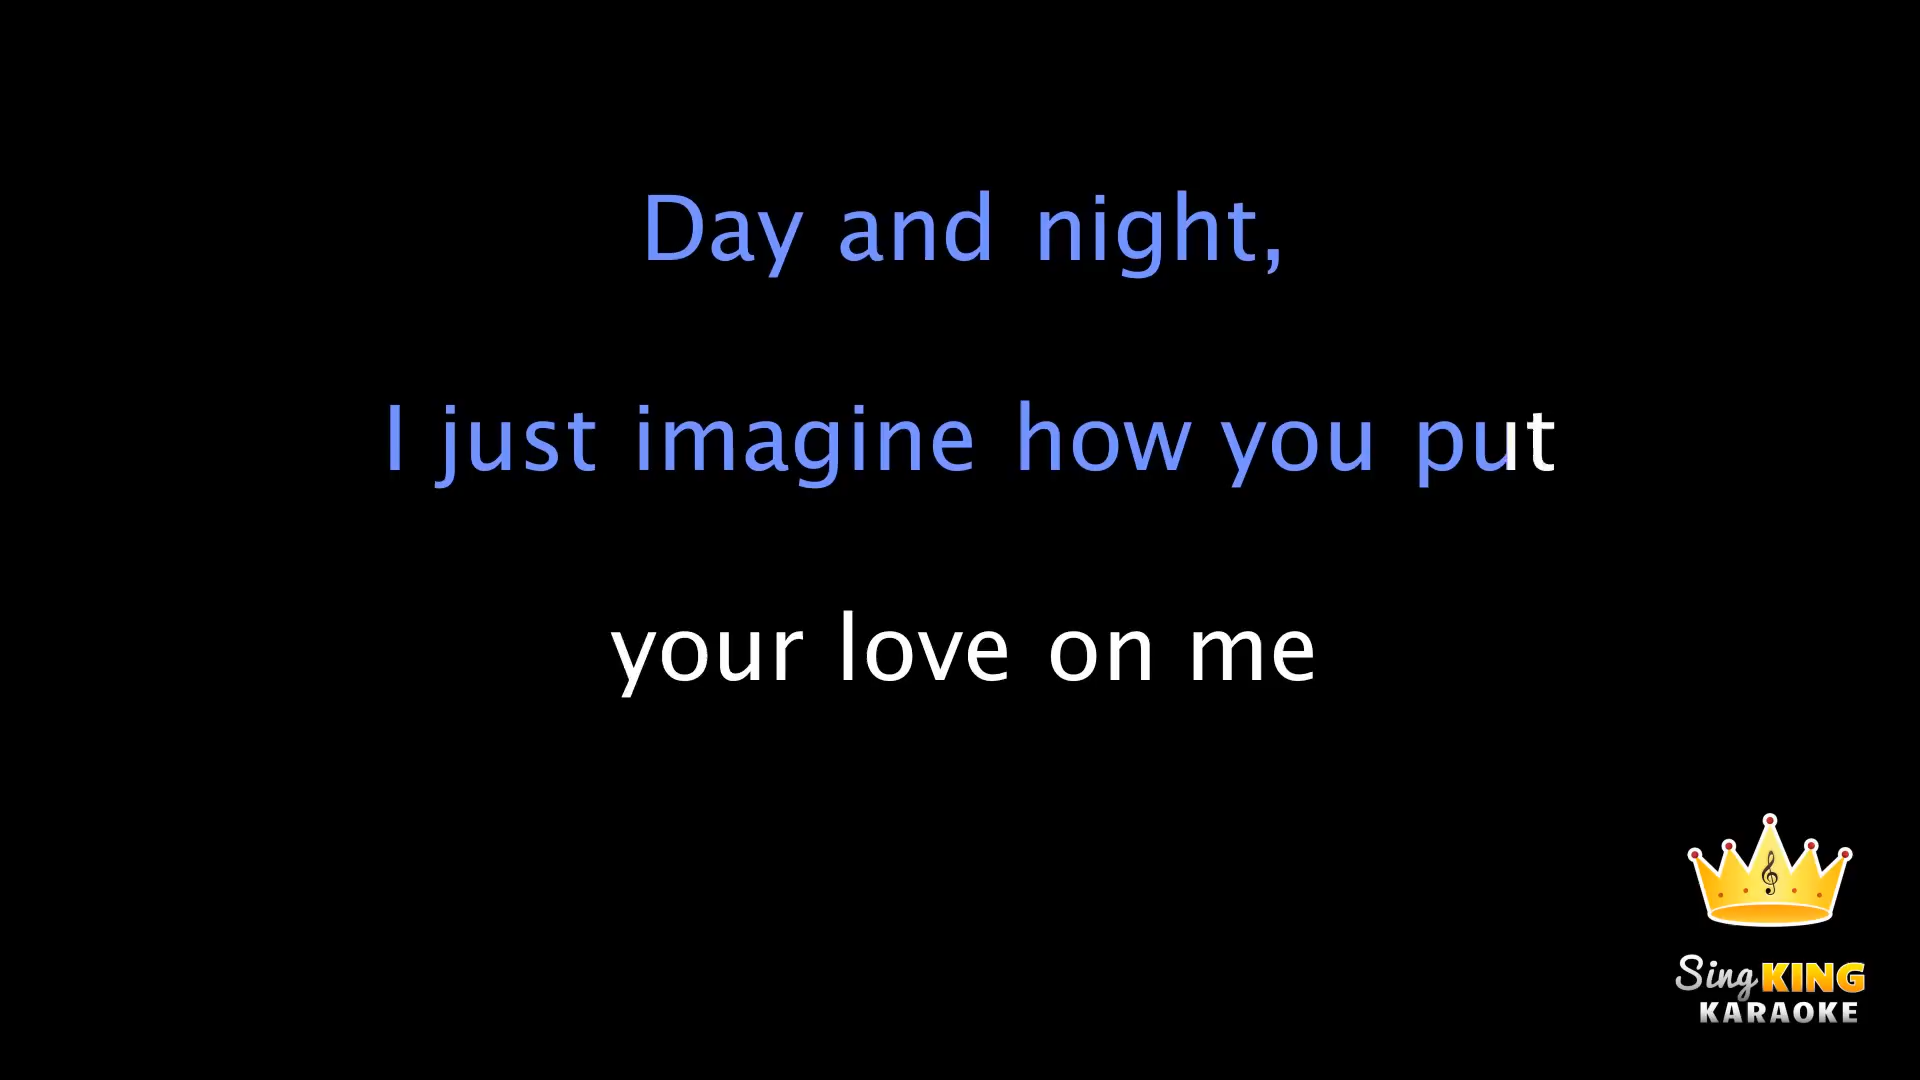 Day and night,
I just imagine how you put
your love on me
Sing KING
KARAOKE